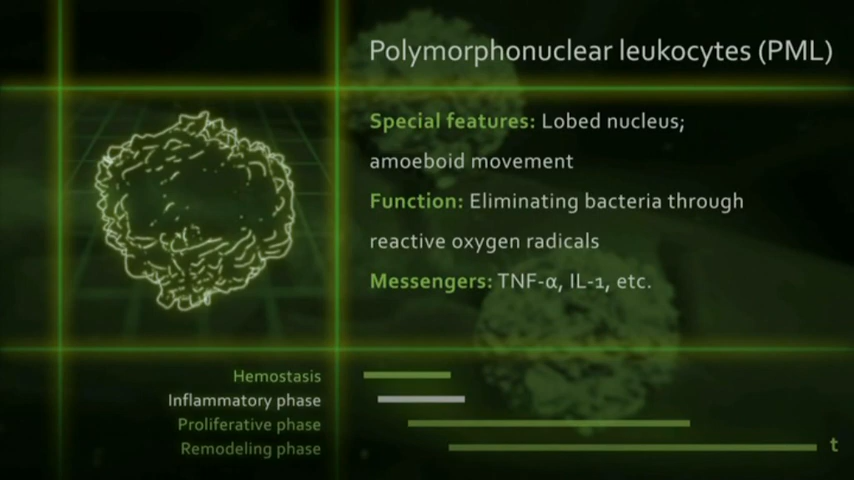 Polymorphonuclear leukocytes (PML)
Special features: Lobed nucleus;
amoeboid movement
Function: Eliminating bacteria through
reactive oxygen radicals
Messengers: TNF-α, IL-1, etc.
Hemostasis
Inflammatory phase
Proliferative phase
Remodeling phase
t